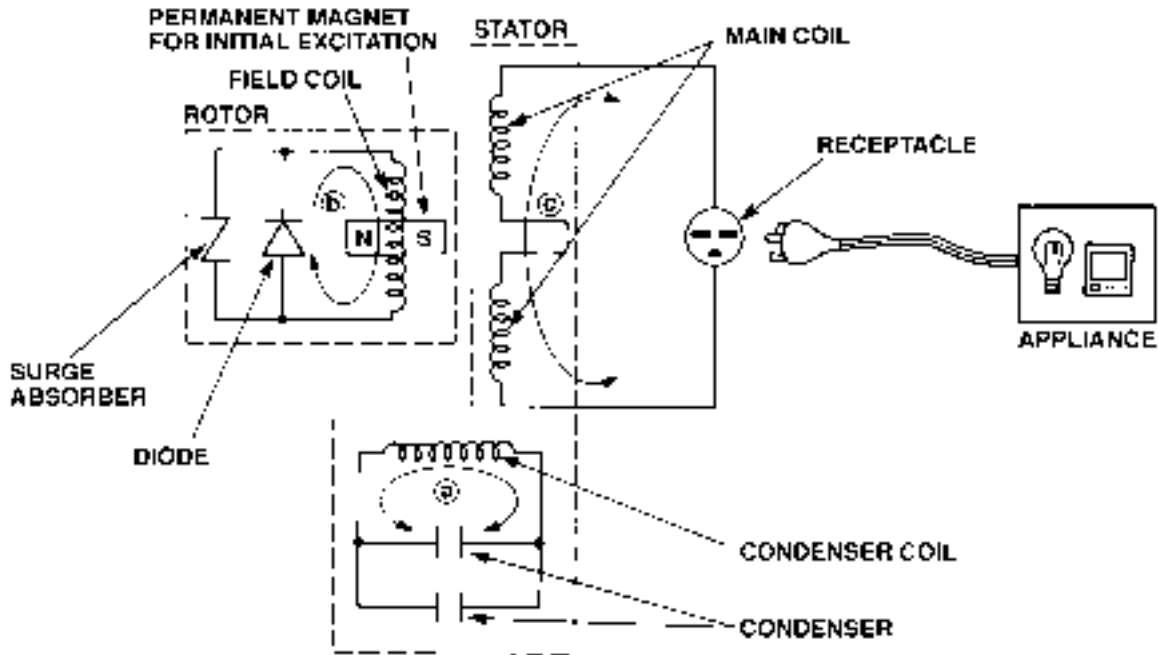 PERMANENT MAGNET
FOR INITIAL EXCITATION
STATOR
MAIN COIL
FIELD COIL
ROTOR
RECEPTACLE
b
c
N S
APPLIANCE
SURGE
ABSORBER
DIODE
a
CONDENSER COIL
CONDENSER